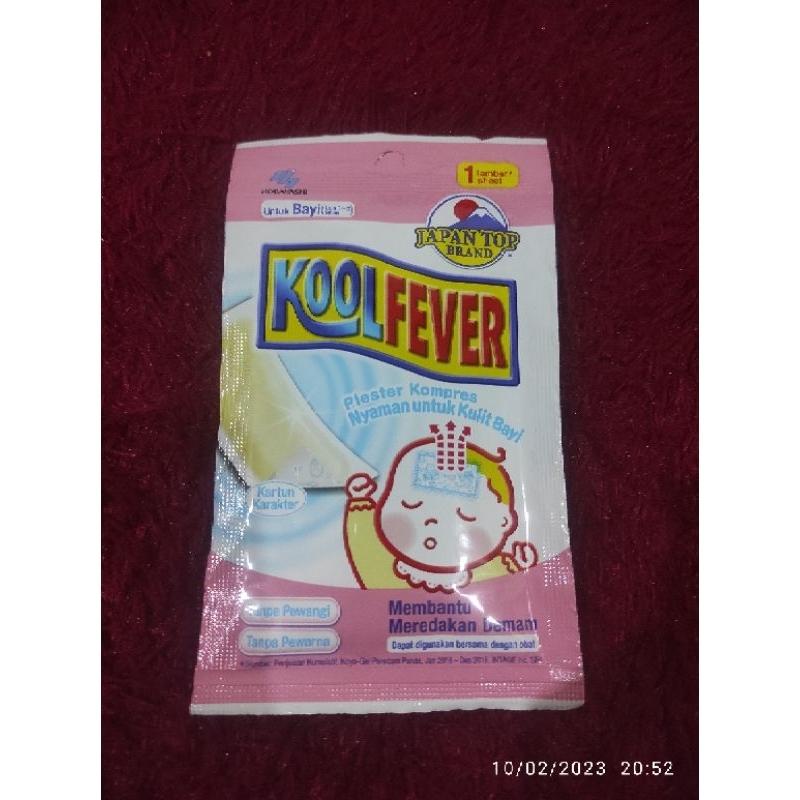 1 lembar/
sheet
KOBAYASHI
untuk Bayi
JAPAN TOP
BRAND
KOOLFEVER
Plester Kompres
Nyaman untuk Kulit Bayi
Kartun
Karakter
Tanpa Pewangi
Tanpa Pewarna
Membantu
Meredakan Demam
Dapat digunakan bersama dengan obat
10/02/2023 20:52